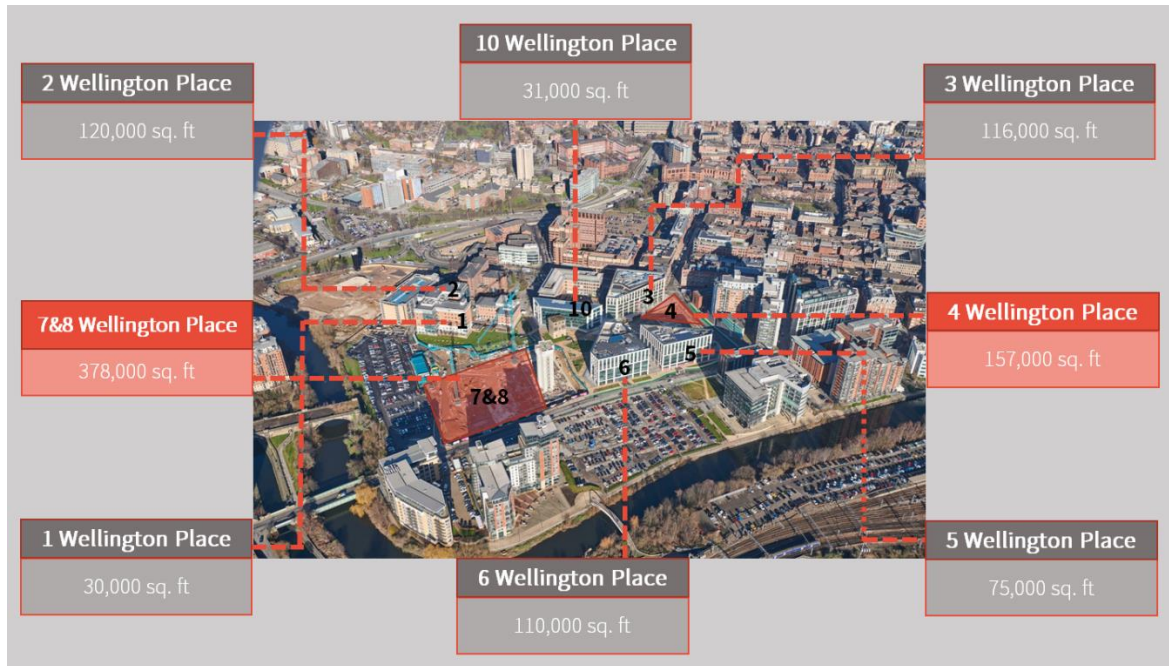 10 Wellington Place
31,000 sq. ft
2 Wellington Place
120,000 sq. ft
3 Wellington Place
116,000 sq. ft
7&8 Wellington Place
378,000 sq. ft
4 Wellington Place
157,000 sq. ft
2
10
3
4
1
5
6
7&8
1 Wellington Place
30,000 sq. ft
5 Wellington Place
75,000 sq. ft
6 Wellington Place
110,000 sq. ft